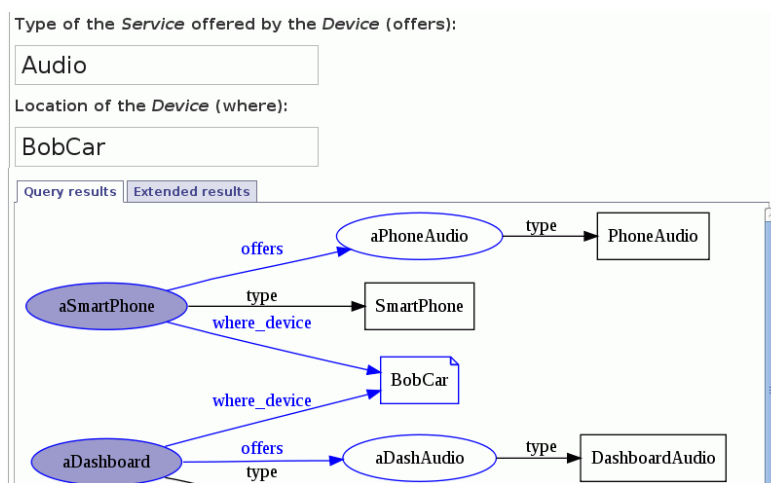 Type of the Service offered by the Device (offers):
Audio
Location of the Device (where):
BobCar
Query results Extended results
aPhoneAudio type PhoneAudio
offers
aSmartPhone type SmartPhone
where_device
BobCar
where_device
aDashboard offers aDashAudio type DashboardAudio
type